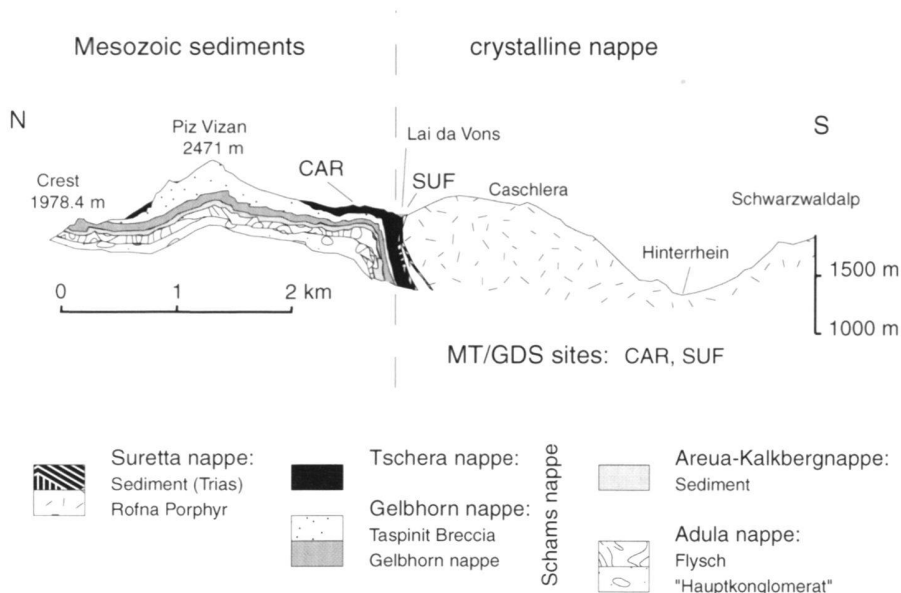 Mesozoic sediments
crystalline nappe
N
S
Piz Vizan
2471 m
Lai da Vons
CAR
SUF
Crest
1978.4 m
Caschlera
Schwarzwaldalp
Hinterrhein
1500 m
1000 m
0 1 2 km
MT/GDS sites: CAR, SUF
Suretta nappe:
Sediment (Trias)
Rofna Porphyr
Tschera nappe:
Gelbhorn nappe:
Taspinit Breccia
Gelbhorn nappe
Schams nappe
Areua-Kalkbergnappe:
Sediment
Adula nappe:
Flysch
"Hauptkonglomerat"